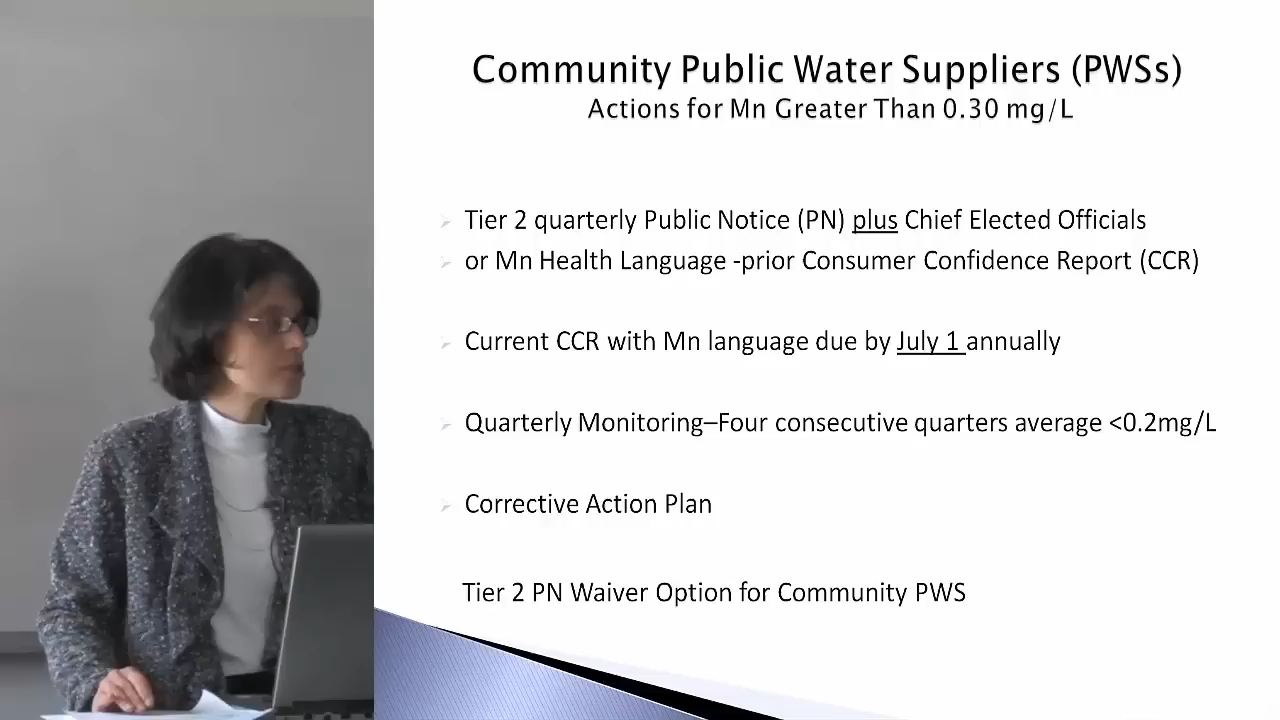 Community Public Water Suppliers (PWSs)
Actions for Mn Greater Than 0.30 mg/L
Tier 2 quarterly Public Notice (PN) plus Chief Elected Officials
or Mn Health Language -prior Consumer Confidence Report (CCR)
Current CCR with Mn language due by July 1 annually
Quarterly Monitoring–Four consecutive quarters average <0.2mg/L
Corrective Action Plan
Tier 2 PN Waiver Option for Community PWS